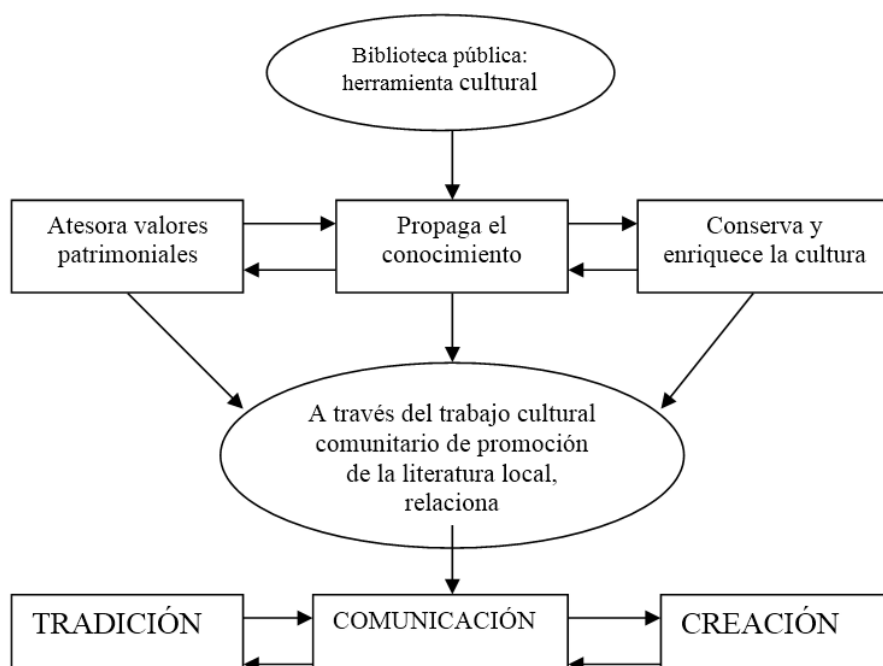 Biblioteca pública:
herramienta cultural
Atesora valores
patrimoniales
Propaga el
conocimiento
Conserva y
enriquece la cultura
A través del trabajo cultural
comunitario de promoción
de la literatura local,
relaciona
TRADICIÓN
COMUNICACIÓN
CREACIÓN